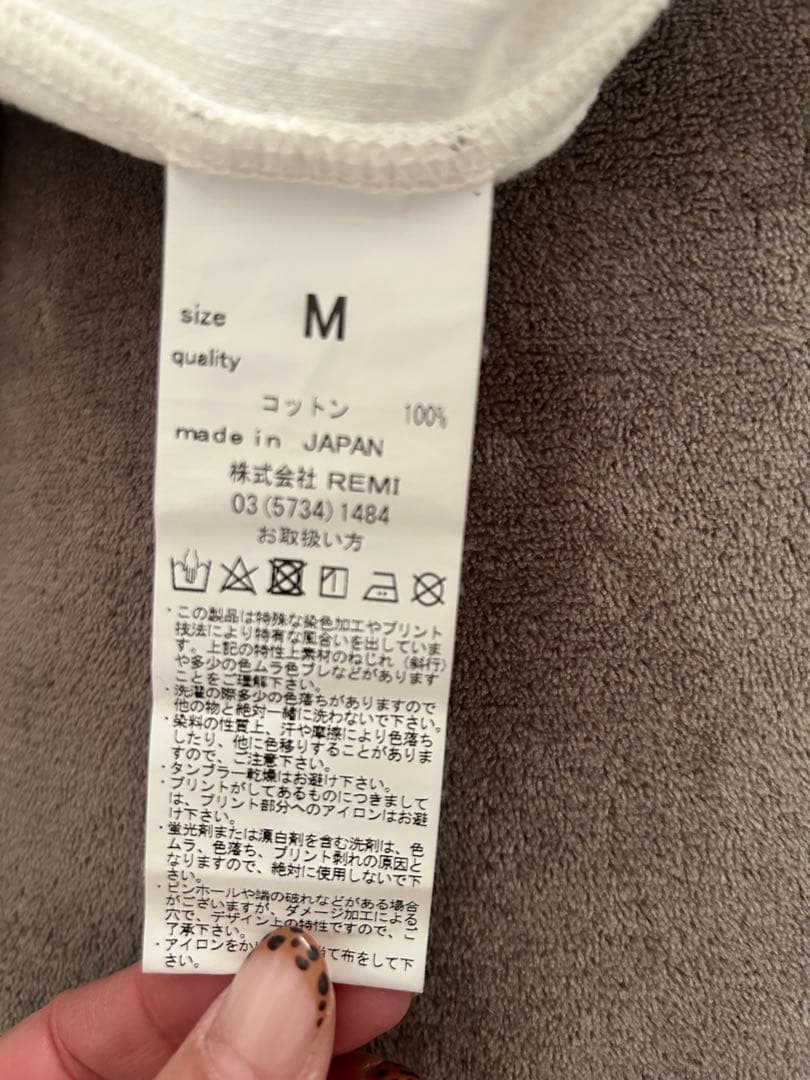 size M
quality
コットン 100%
made in JAPAN
株式会社 REMI
03(5734)1484
お取扱い方
・この製品は特殊な染色加工やプリント
技法により特有な風合いを出していま
す。上記の特性上素材のねじれ（斜行）
や多少の色ムラ色ブレなどがあります
ことをご理解下さい。
・洗濯の際多少の色落ちがありますので
他の物と絶対一緒に洗わないで下さい。
・染料の性質上、汗や摩擦により色落ち
したり、他に色移りすることがありま
すので、ご注意下さい。
・タンブラー乾燥はお避け下さい。
・プリントがしてあるものにつきまして
は、プリント部分へのアイロンはお避
け下さい。
・蛍光剤または漂白剤を含む洗剤は、色
ムラ、色落ち、プリント剥れの原因と
なりますので、絶対に使用しないで下
さい。
・ピンホールや端の破れなどがある場合
がございますが、ダメージ加工による
穴で、デザイン上の特性ですので、ご
了承下さい。
・アイロンをか 当て布をして下
さい。